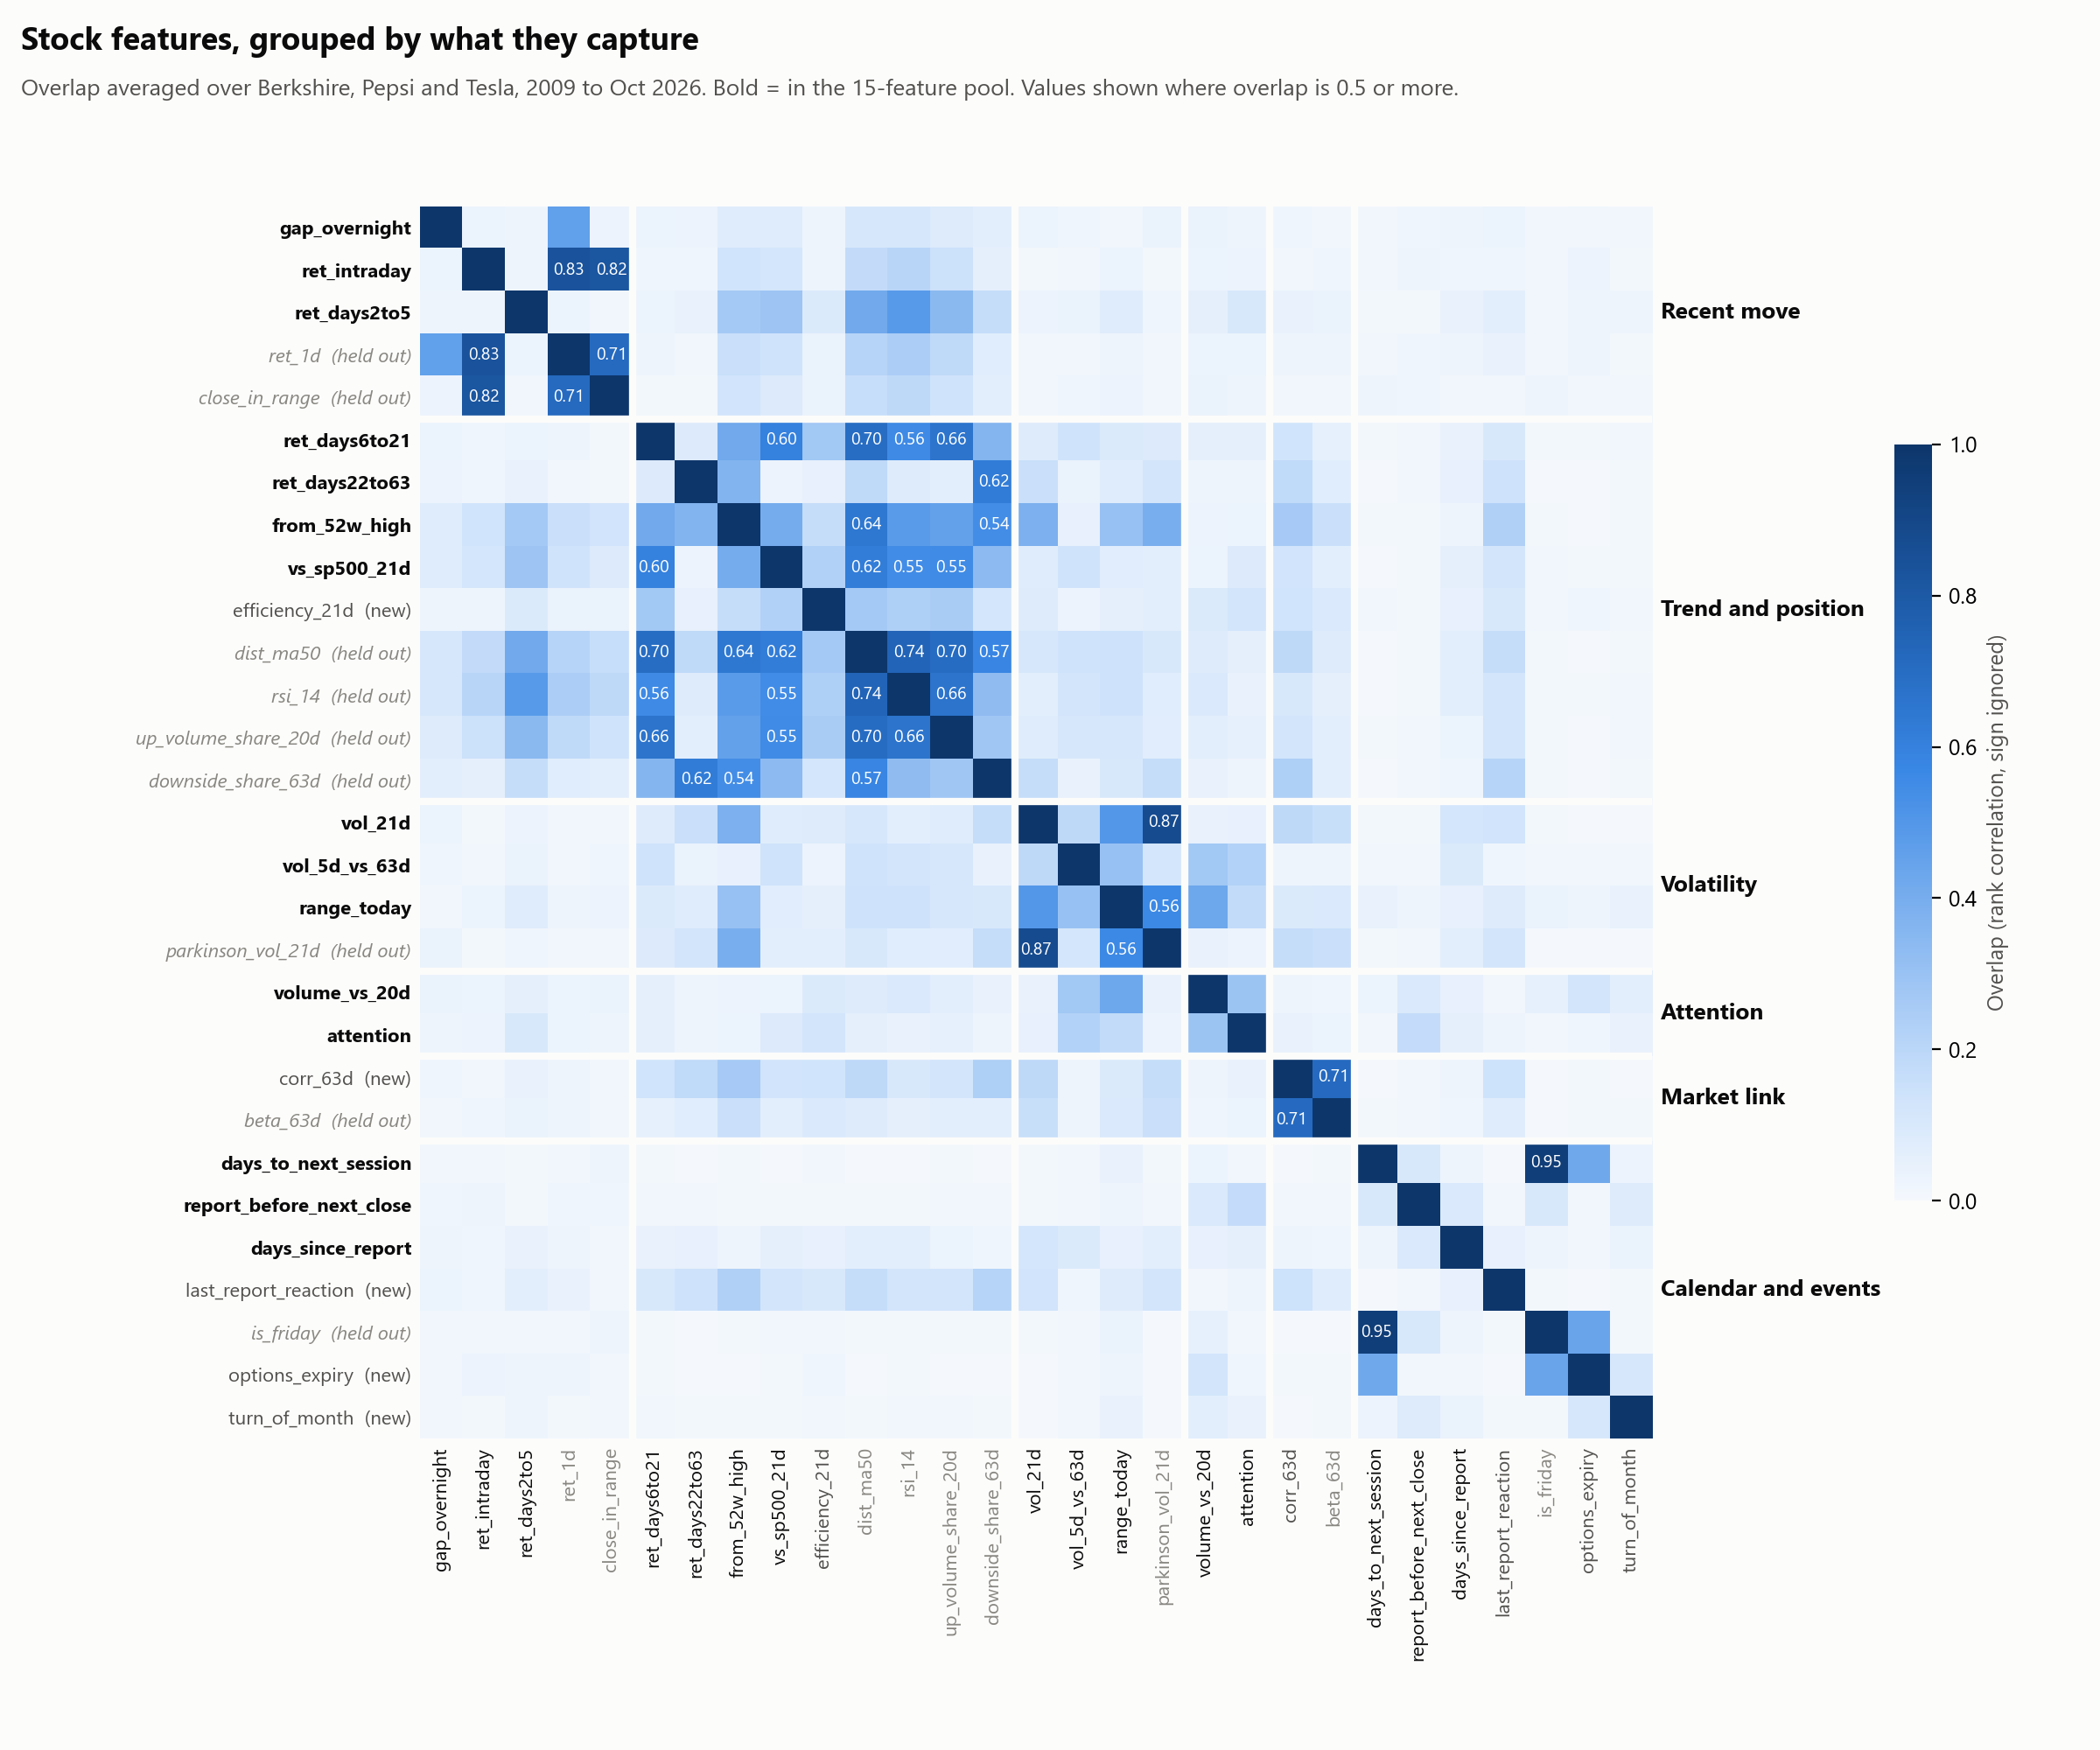 Stock features, grouped by what they capture
Overlap averaged over Berkshire, Pepsi and Tesla, 2009 to Oct 2026. Bold = in the 15-feature pool. Values shown where overlap is 0.5 or more.
gap_overnight
ret_intraday 0.83 0.82
ret_days2to5
Recent move
ret_1d (held out) 0.83 0.71
close_in_range (held out) 0.82 0.71
ret_days6to21 0.60 0.70 0.56 0.66
1.0
ret_days22to63 0.62
from_52w_high 0.64 0.54
vs_sp500_21d 0.60 0.62 0.55 0.55
0.8
efficiency_21d (new)
Trend and position
dist_ma50 (held out) 0.70 0.64 0.62 0.74 0.70 0.57
rsi_14 (held out) 0.56 0.55 0.74 0.66
up_volume_share_20d (held out) 0.66 0.55 0.70 0.66
0.6
downside_share_63d (held out) 0.62 0.54 0.57
Overlap (rank correlation, sign ignored)
vol_21d 0.87
vol_5d_vs_63d
Volatility
0.4
range_today 0.56
parkinson_vol_21d (held out) 0.87 0.56
volume_vs_20d
Attention
attention
0.2
corr_63d (new) 0.71
Market link
beta_63d (held out) 0.71
days_to_next_session 0.95
0.0
report_before_next_close
days_since_report
last_report_reaction (new)
Calendar and events
is_friday (held out) 0.95
options_expiry (new)
turn_of_month (new)
gap_overnight
ret_intraday
ret_days2to5
ret_1d
close_in_range
ret_days6to21
ret_days22to63
from_52w_high
vs_sp500_21d
efficiency_21d
dist_ma50
rsi_14
up_volume_share_20d
downside_share_63d
vol_21d
vol_5d_vs_63d
range_today
parkinson_vol_21d
volume_vs_20d
attention
corr_63d
beta_63d
days_to_next_session
report_before_next_close
days_since_report
last_report_reaction
is_friday
options_expiry
turn_of_month